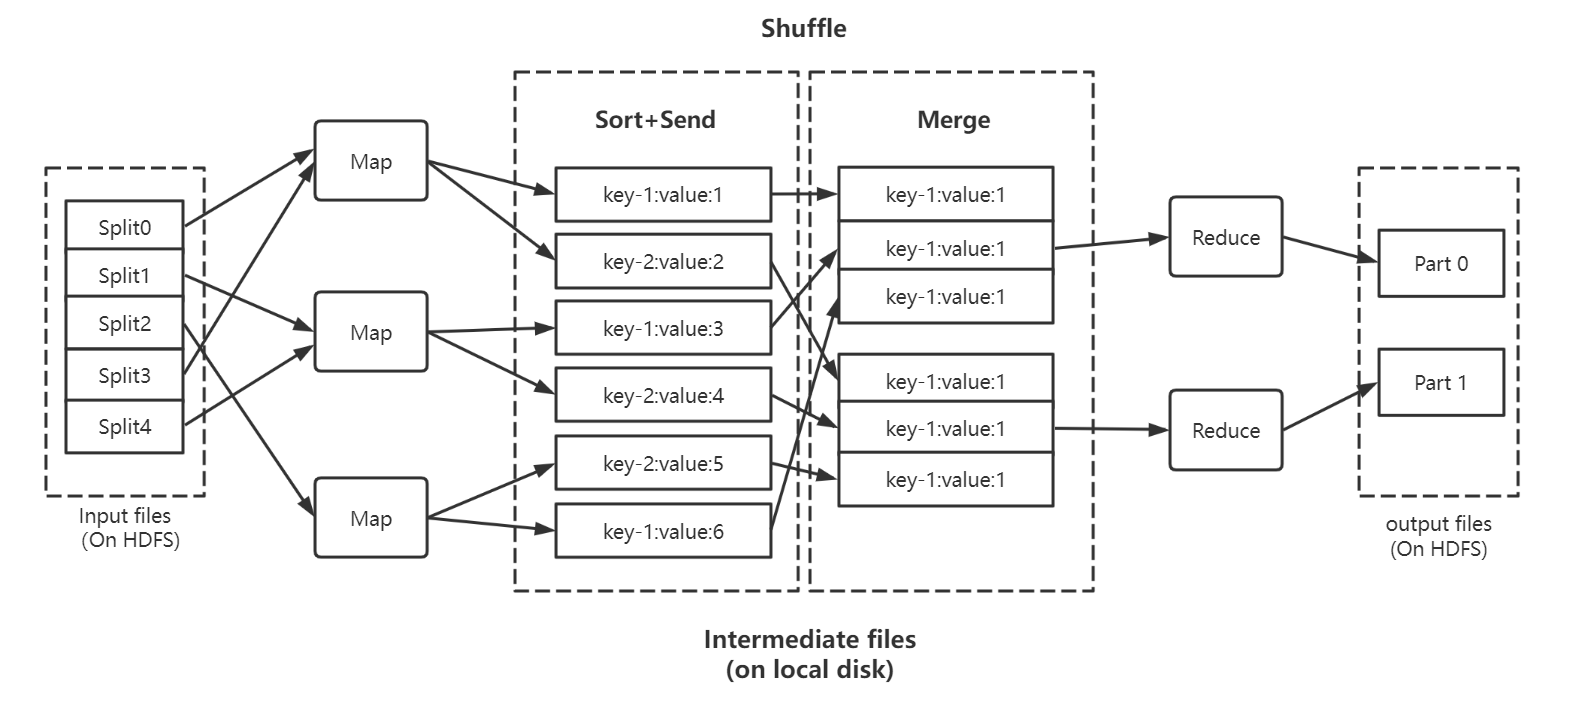 Shuffle
Split0
Split1
Split2
Split3
Split4
Input files
(On HDFS)
Map
Map
Map
Sort+Send
key-1:value:1
key-2:value:2
key-1:value:3
key-2:value:4
key-2:value:5
key-1:value:6
Merge
key-1:value:1
key-1:value:1
key-1:value:1
key-1:value:1
key-1:value:1
key-1:value:1
Reduce
Reduce
Part 0
Part 1
output files
(On HDFS)
Intermediate files
(on local disk)